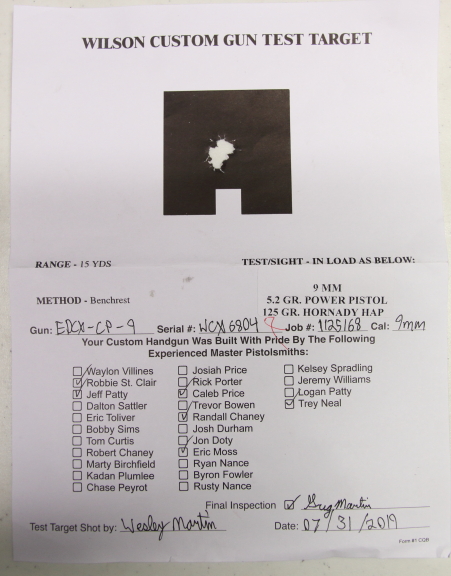 WILSON CUSTOM GUN TEST TARGET
RANGE - 15 YDS
TEST/SIGHT - IN LOAD AS BELOW:
METHOD - Benchrest
9 MM
5.2 GR. POWER PISTOL
125 GR. HORNADY HAP
Gun: EDCX-CP-9 Serial #: WCX6804 Job #: 1125168 Cal: 9mm
Your Custom Handgun Was Built With Pride By The Following
Experienced Master Pistolsmiths:
Waylon Villines
Robbie St. Clair
Jeff Patty
Dalton Sattler
Eric Toliver
Bobby Sims
Tom Curtis
Robert Chaney
Marty Birchfield
Kadan Plumlee
Chase Peyrot
Josiah Price
Rick Porter
Caleb Price
Trevor Bowen
Randall Chaney
Josh Durham
Jon Doty
Eric Moss
Ryan Nance
Byron Fowler
Rusty Nance
Kelsey Spradling
Jeremy Williams
Logan Patty
Trey Neal
Final Inspection Greg Martin
Test Target Shot by: Wesley Martin Date: 07/31/2019
Form #1 CQB